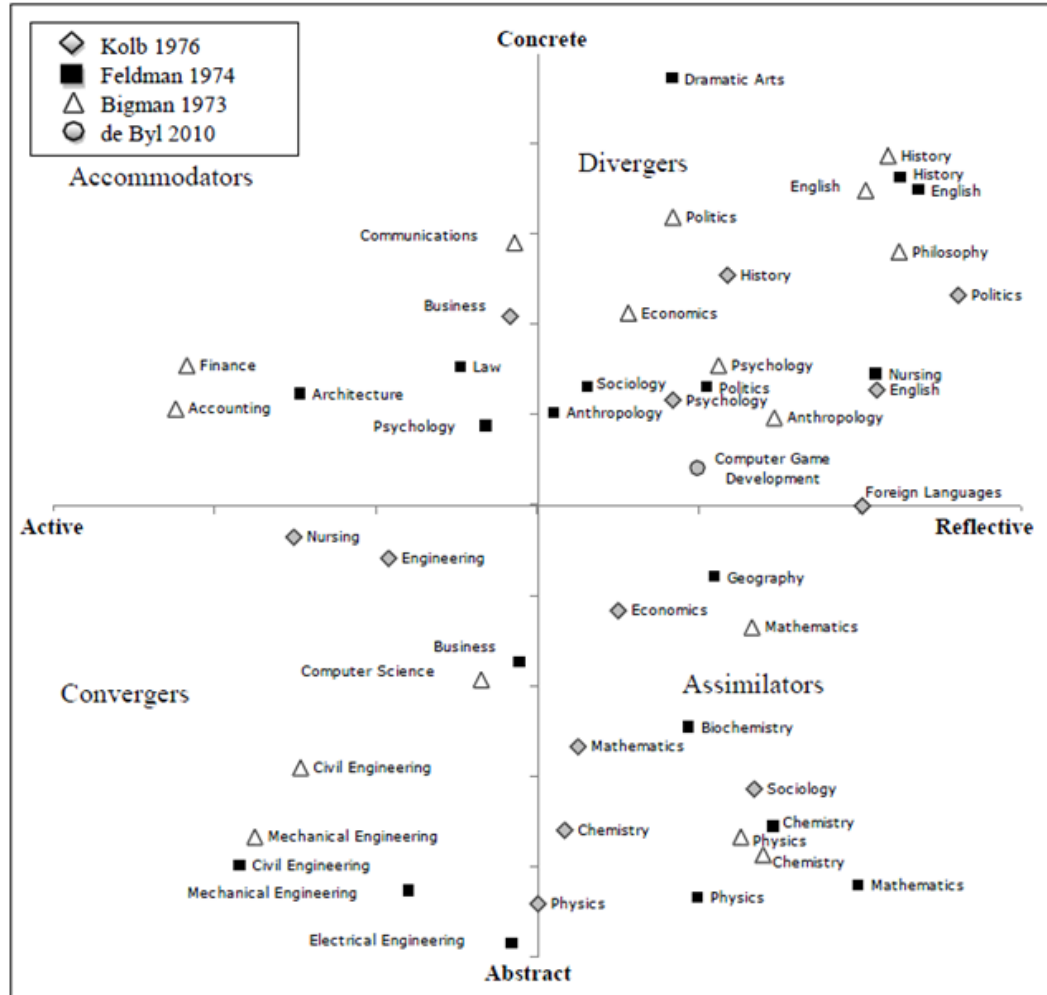 Kolb 1976
Feldman 1974
Bigman 1973
de Byl 2010
Concrete
Dramatic Arts
Accommodators
Divergers
History
History
English
English
Politics
Communications
Philosophy
History
Politics
Business
Economics
Finance
Law
Psychology
Nursing
Architecture
Sociology
Politics
English
Psychology
Accounting
Anthropology
Anthropology
Psychology
Computer Game
Development
Foreign Languages
Active
Reflective
Nursing
Engineering
Geography
Economics
Mathematics
Business
Computer Science
Convergers
Assimilators
Biochemistry
Mathematics
Civil Engineering
Sociology
Chemistry
Chemistry
Mechanical Engineering
Physics
Chemistry
Civil Engineering
Mechanical Engineering
Mathematics
Physics
Physics
Electrical Engineering
Abstract